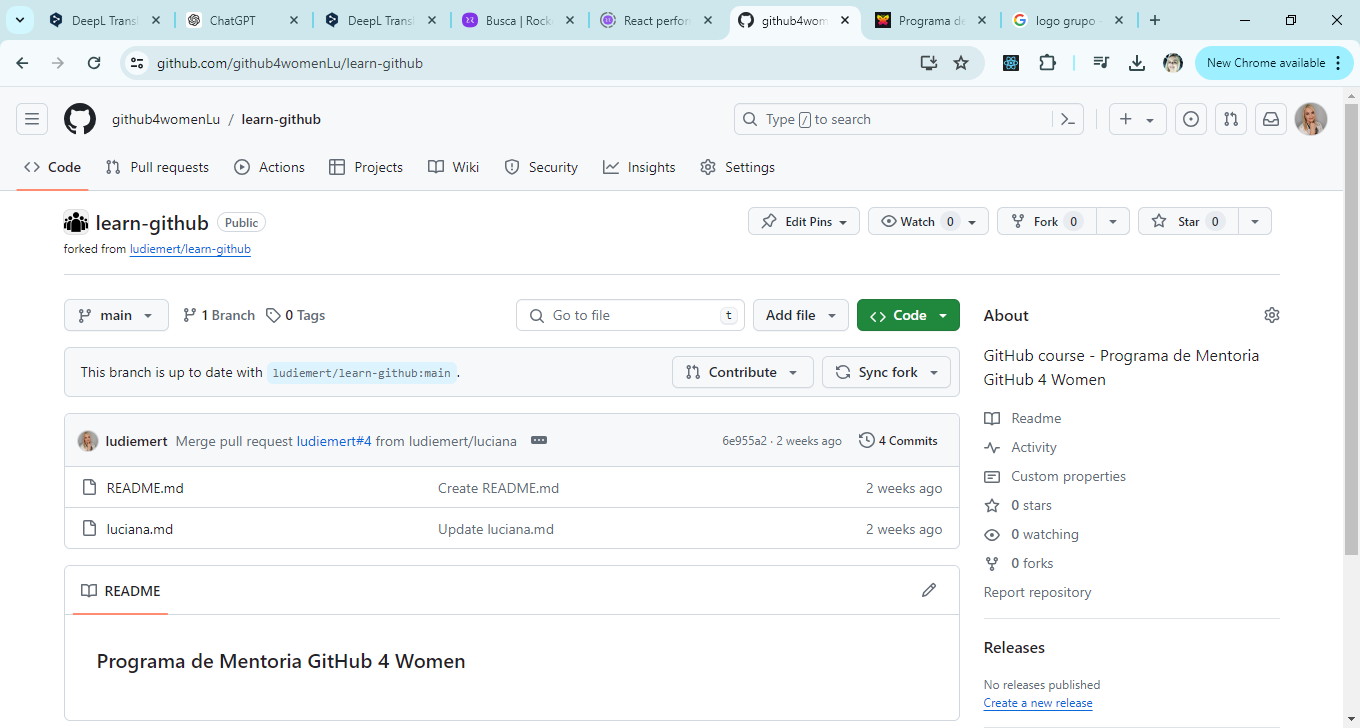 DeepL Transl
ChatGPT
DeepL Transl
Busca | Rock
React perfor
github4wom
Programa de
logo grupo -
github.com/github4womenLu/learn-github
New Chrome available
github4womenLu / learn-github
Type / to search
Code
Pull requests
Actions
Projects
Wiki
Security
Insights
Settings
learn-github Public
Edit Pins
Watch 0
Fork 0
Star 0
forked from ludiemert/learn-github
main
1 Branch
0 Tags
Go to file t
Add file
Code
This branch is up to date with ludiemert/learn-github:main .
Contribute
Sync fork
ludiemert Merge pull request ludiemert#4 from ludiemert/luciana
6e955a2 · 2 weeks ago
4 Commits
README.md Create README.md 2 weeks ago
luciana.md Update luciana.md 2 weeks ago
README
Programa de Mentoria GitHub 4 Women
About
GitHub course - Programa de Mentoria
GitHub 4 Women
Readme
Activity
Custom properties
0 stars
0 watching
0 forks
Report repository
Releases
No releases published
Create a new release